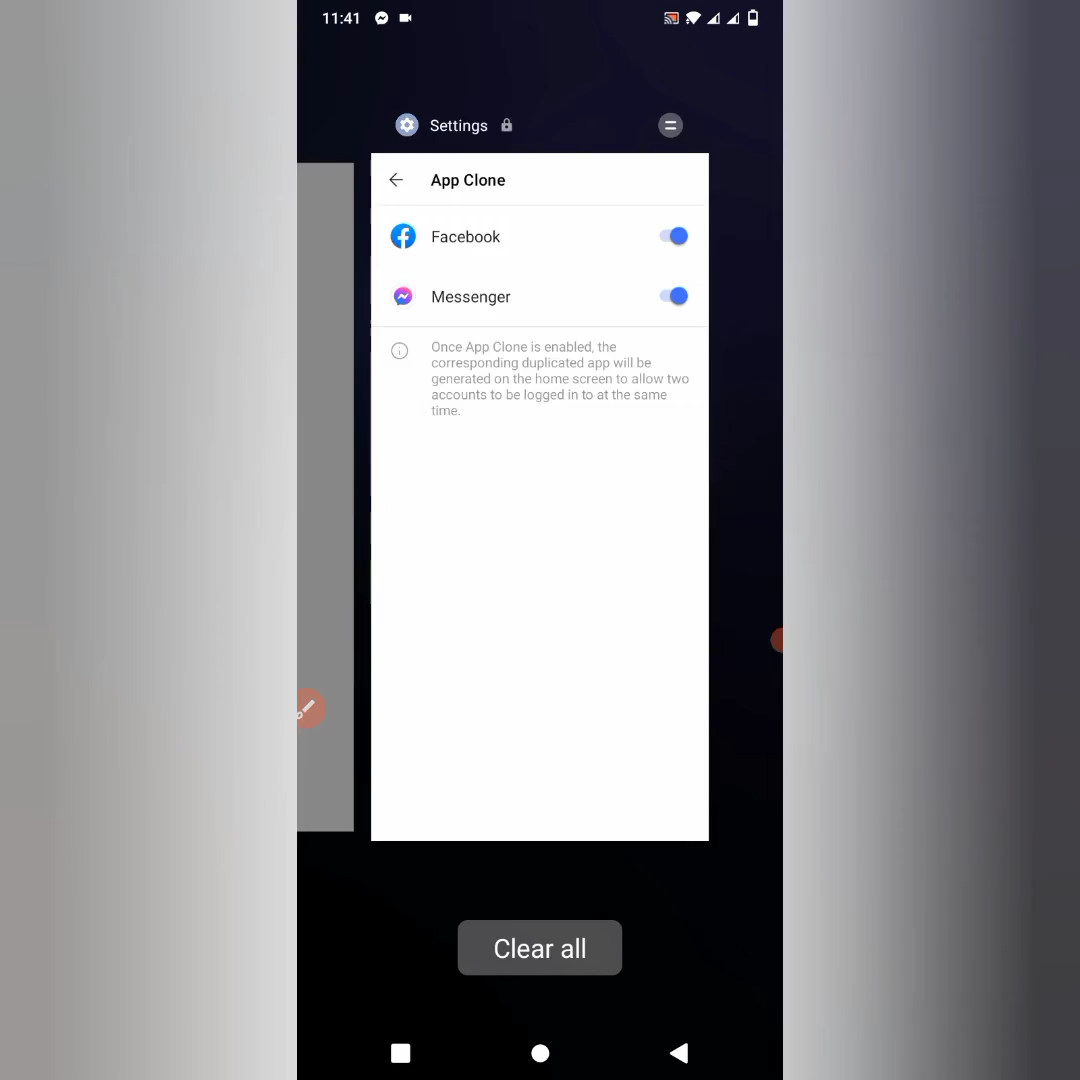 11:41
Settings
App Clone
Facebook
Messenger
Once App Clone is enabled, the
corresponding duplicated app will be
generated on the home screen to allow two
accounts to be logged in to at the same
time.
Clear all